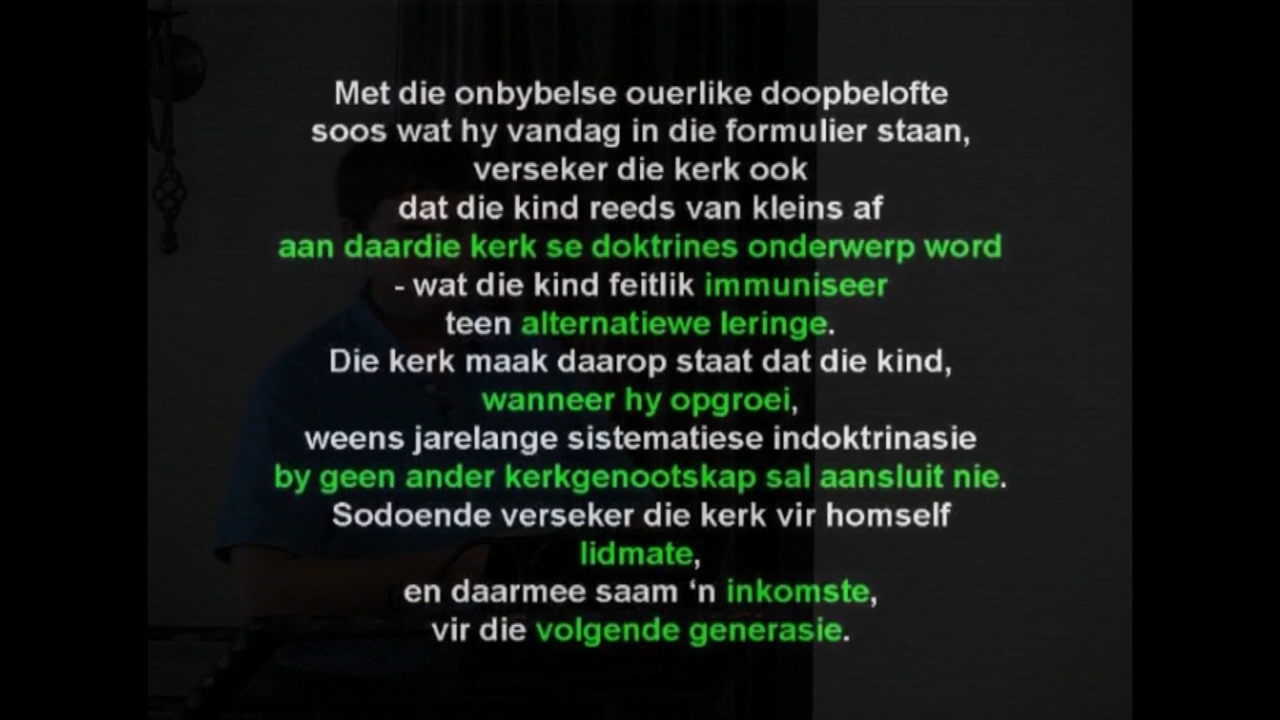 Met die onbybelse ouerlike doopbelofte
soos wat hy vandag in die formulier staan,
verseker die kerk ook
dat die kind reeds van kleins af
aan daardie kerk se doktrines onderwerp word
- wat die kind feitlik immuniseer
teen alternatiewe leringe.
Die kerk maak daarop staat dat die kind,
wanneer hy opgroei,
weens jarelange sistematiese indoktrinasie
by geen ander kerkgenootskap sal aansluit nie.
Sodoende verseker die kerk vir homself
lidmate,
en daarmee saam ‘n inkomste,
vir die volgende generasie.